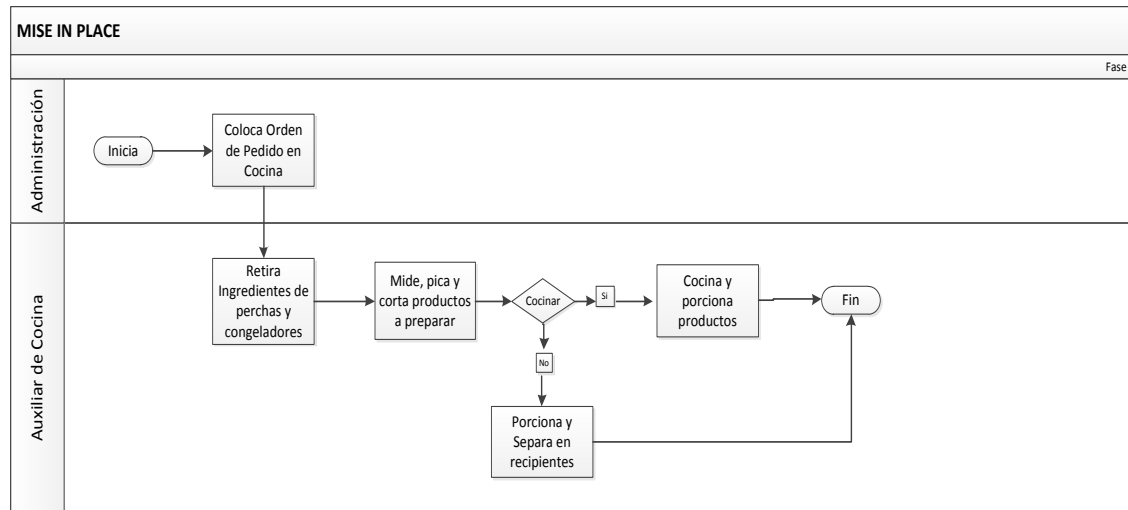 MISE IN PLACE
Fase
Administración
Inicia
Coloca Orden
de Pedido en
Cocina
Auxiliar de Cocina
Retira
Ingredientes de
perchas y
congeladores
Mide, pica y
corta productos
a preparar
Cocinar
Si
Cocina y
porciona
productos
Fin
No
Porciona y
Separa en
recipientes